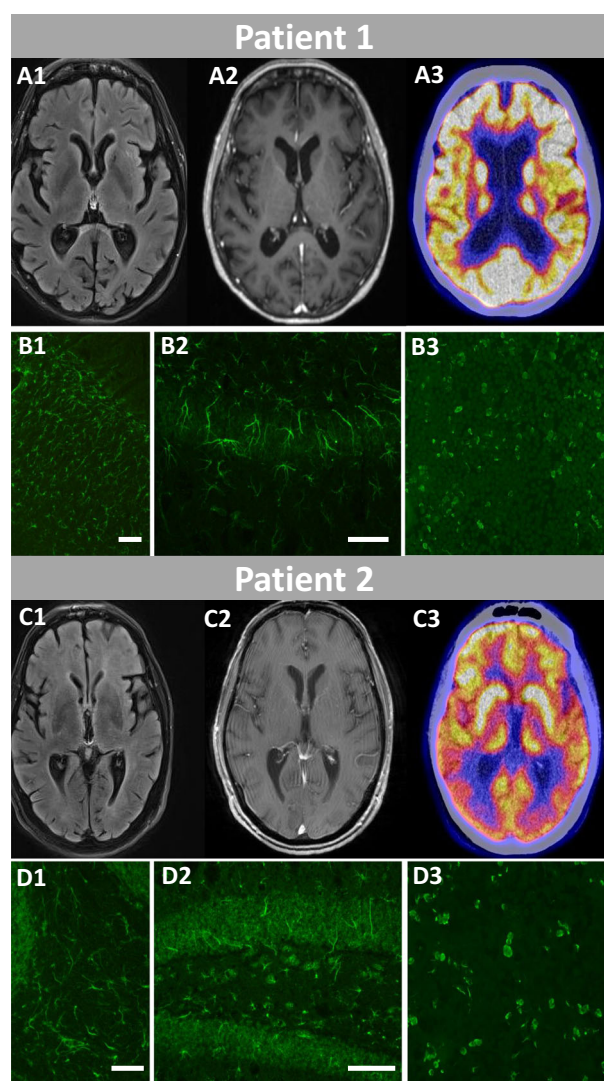 Patient 1
A1 A2 A3
B1 B2 B3
Patient 2
C1 C2 C3
D1 D2 D3